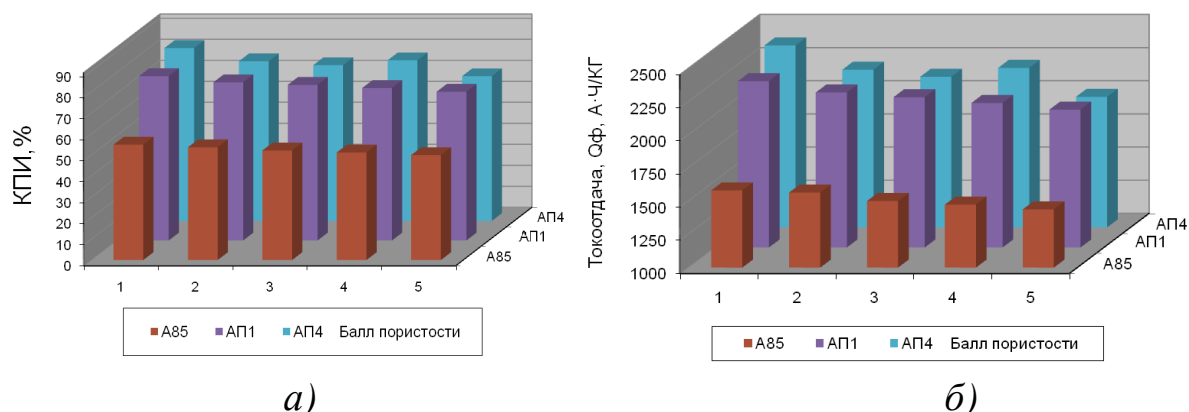 КПИ, %
90
80
70
60
50
40
30
20
10
0
1 2 3 4 5
АП4
АП1
А85
А85 АП1 АП4 Балл пористости
а)
Токоотдача, Qф, А·Ч/КГ
2500
2250
2000
1750
1500
1250
1000
1 2 3 4 5
АП4
АП1
А85
А85 АП1 АП4 Балл пористости
б)